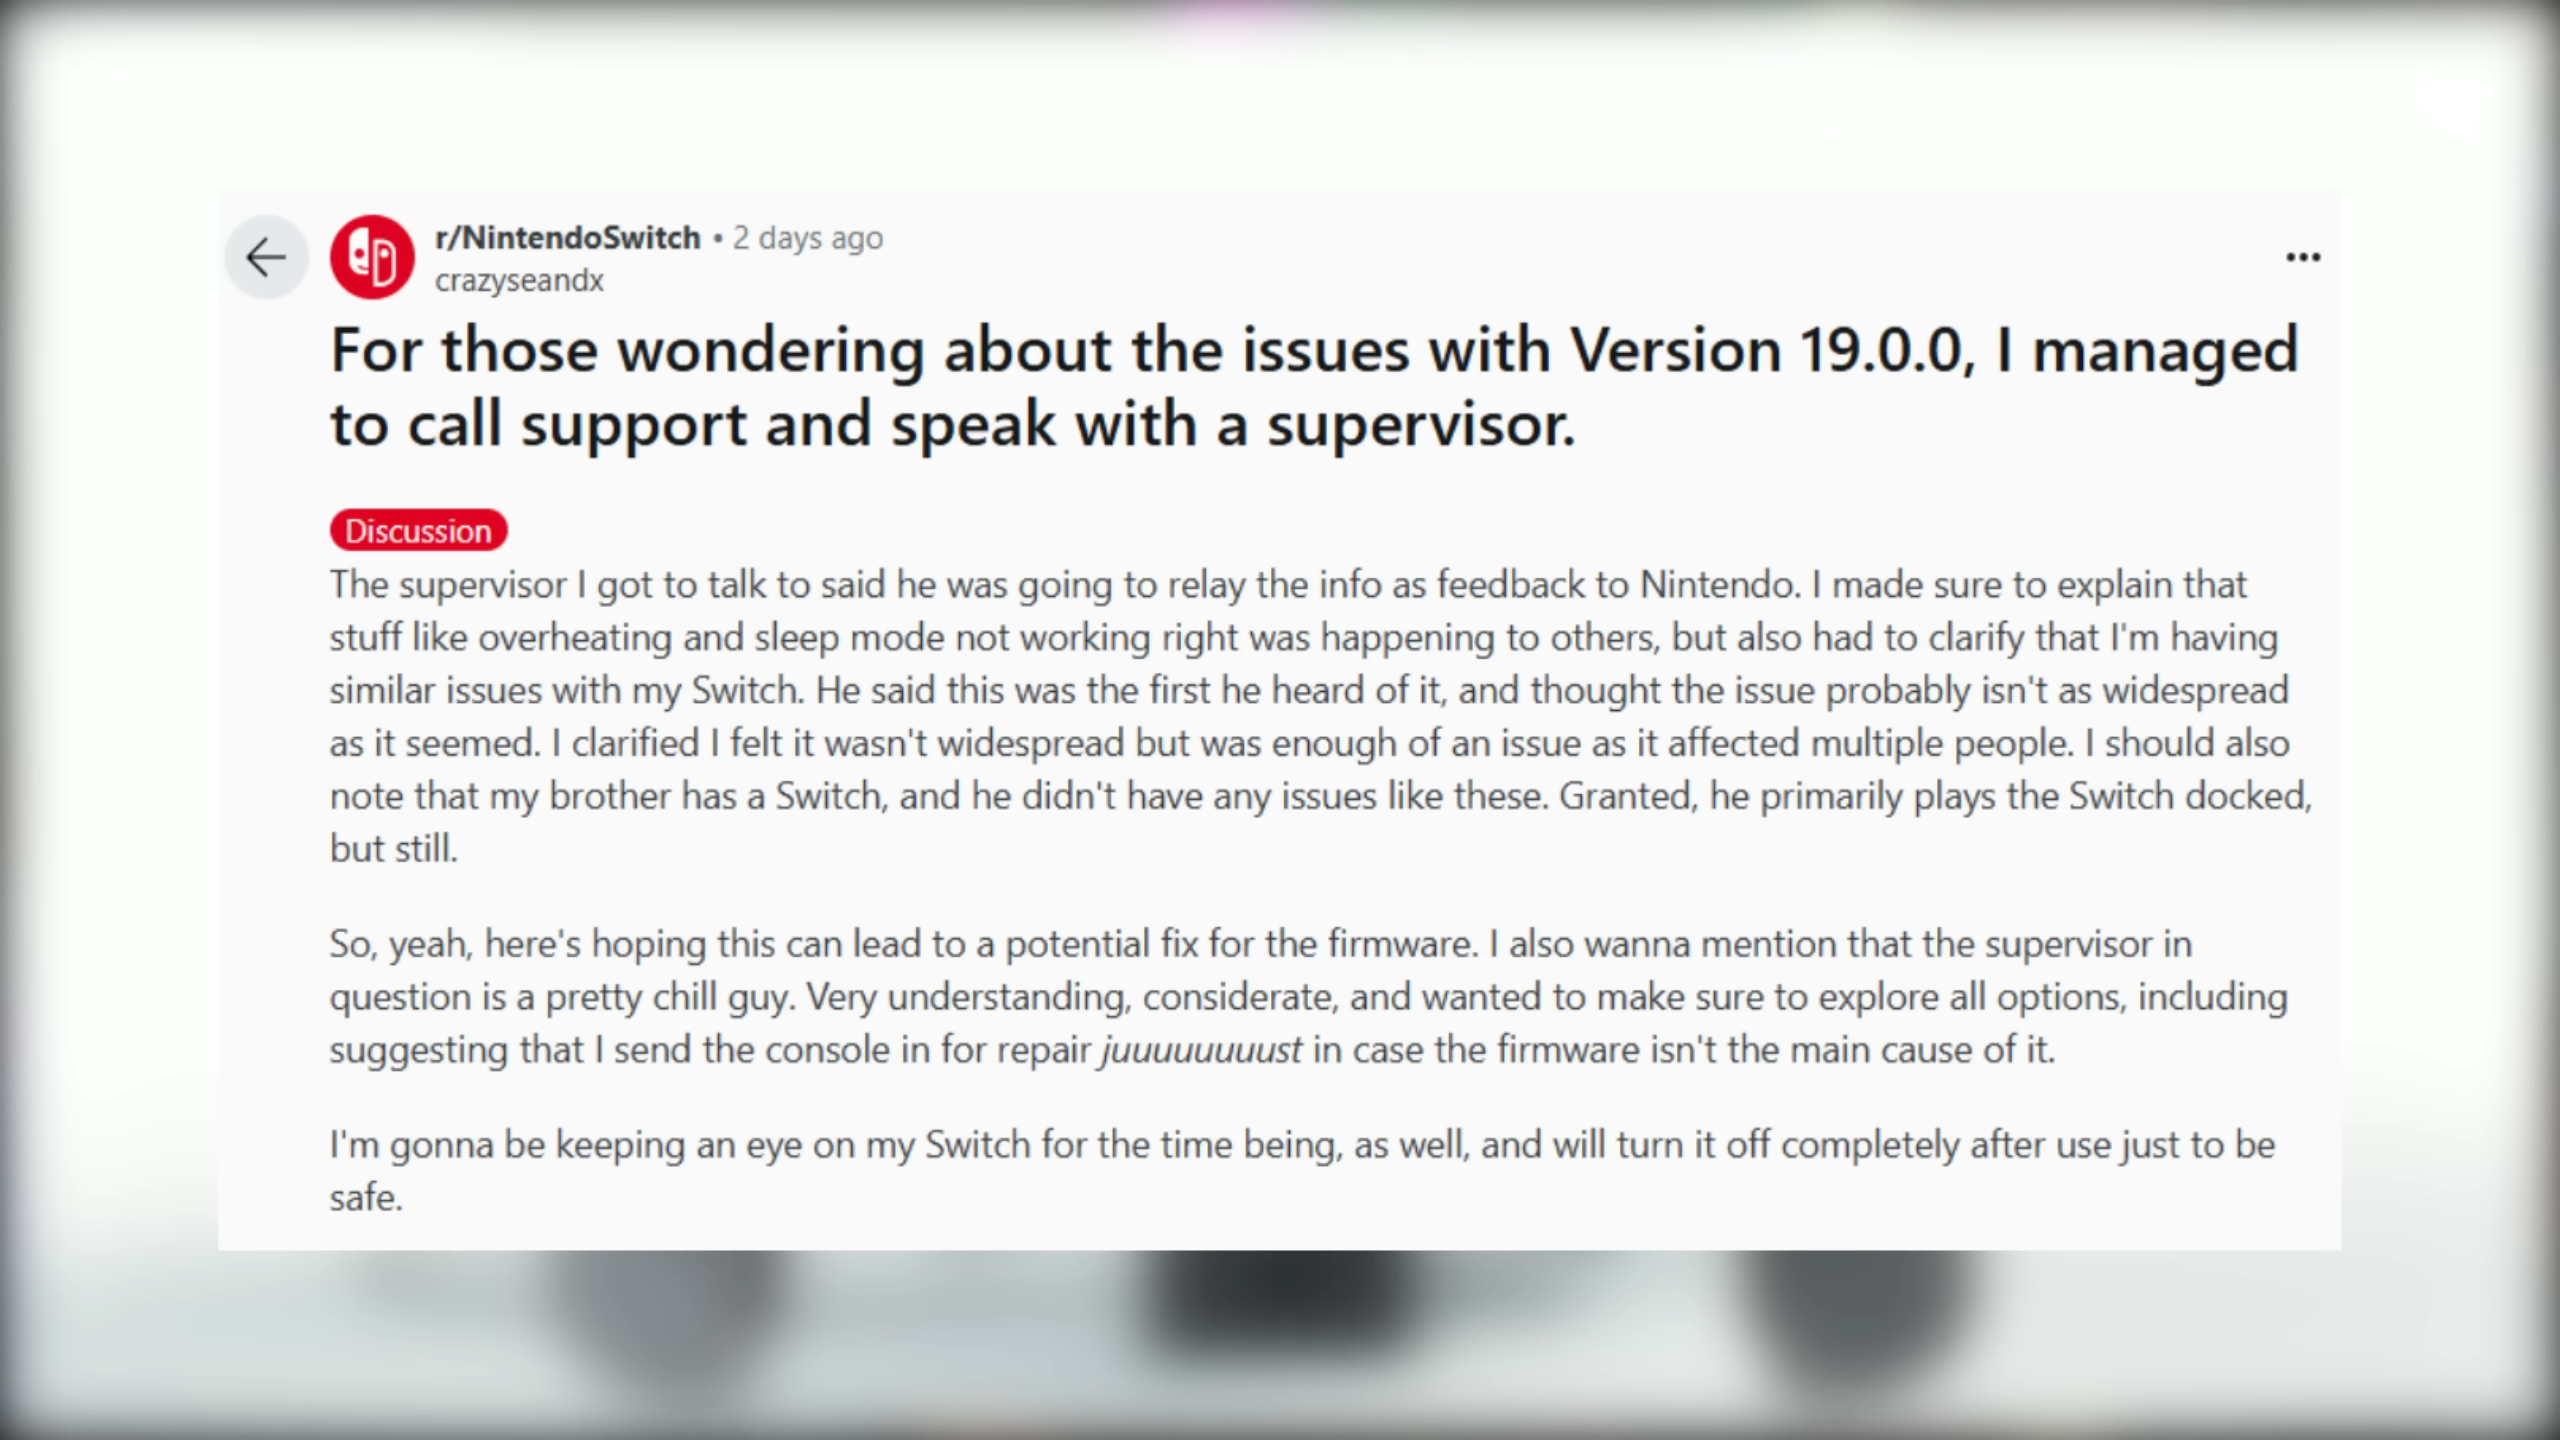 r/NintendoSwitch • 2 days ago
crazyseandx
For those wondering about the issues with Version 19.0.0, I managed
to call support and speak with a supervisor.
Discussion
The supervisor I got to talk to said he was going to relay the info as feedback to Nintendo. I made sure to explain that
stuff like overheating and sleep mode not working right was happening to others, but also had to clarify that I'm having
similar issues with my Switch. He said this was the first he heard of it, and thought the issue probably isn't as widespread
as it seemed. I clarified I felt it wasn't widespread but was enough of an issue as it affected multiple people. I should also
note that my brother has a Switch, and he didn't have any issues like these. Granted, he primarily plays the Switch docked,
but still.
So, yeah, here's hoping this can lead to a potential fix for the firmware. I also wanna mention that the supervisor in
question is a pretty chill guy. Very understanding, considerate, and wanted to make sure to explore all options, including
suggesting that I send the console in for repair juuuuuuuust in case the firmware isn't the main cause of it.
I'm gonna be keeping an eye on my Switch for the time being, as well, and will turn it off completely after use just to be
safe.